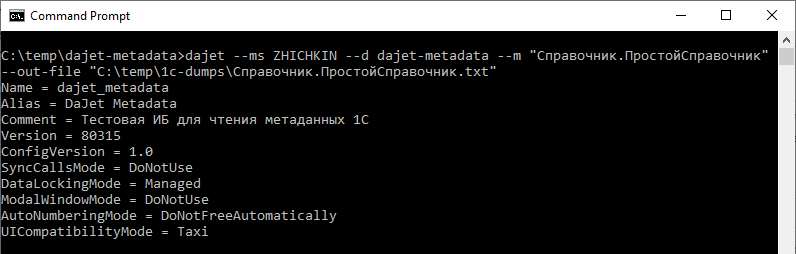 Command Prompt
C:\temp\dajet-metadata>dajet --ms ZHICHKIN --d dajet-metadata --m "Справочник.ПростойСправочник"
--out-file "C:\temp\1c-dumps\Справочник.ПростойСправочник.txt"
Name = dajet_metadata
Alias = DaJet Metadata
Comment = Тестовая ИБ для чтения метаданных 1С
Version = 80315
ConfigVersion = 1.0
SyncCallsMode = DoNotUse
DataLockingMode = Managed
ModalWindowMode = DoNotUse
AutoNumberingMode = DoNotFreeAutomatically
UICompatibilityMode = Taxi